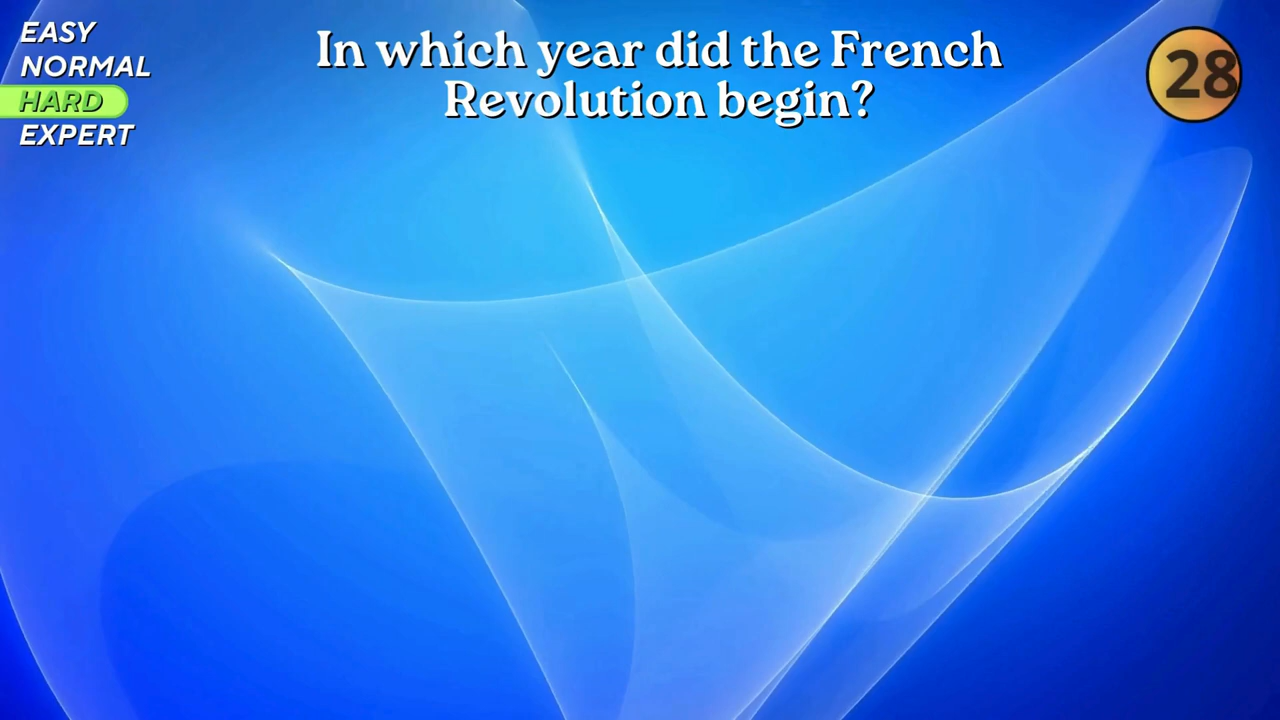 EASY
NORMAL
HARD
EXPERT
In which year did the French
Revolution begin?
28